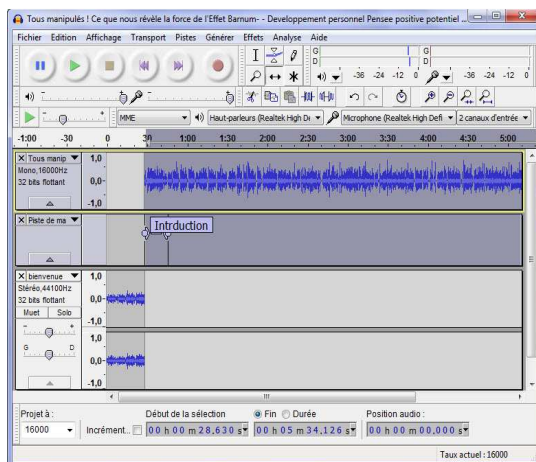 Tous manipulés ! Ce que nous révèle la force de l'Effet Barnum- - Developpement personnel Pensee positive potentiel ...
Fichier Edition Affichage Transport Pistes Générer Effets Analyse Aide
G G
D -36 -24 -12 0 D -36 -24 -12 0
MME Haut-parleurs (Realtek High De Microphone (Realtek High Defi 2 canaux d'entrée
-1:00 -30 0 30 1:00 1:30 2:00 2:30 3:00 3:30 4:00 4:30 5:00
X Tous manip 1,0
Mono,16000Hz
32 bits flottant 0,0-
-1,0
X Piste de ma Intrduction
X bienvenue 1,0
Stéréo,44100Hz
32 bits flottant 0,0-
Muet Solo
- + -1,0
1,0
G D
0,0-
-1,0
Projet à : Début de la sélection Fin Durée Position audio :
16000 Incrément... 00 h 00 m 28,630 s 00 h 05 m 34,126 s 00 h 00 m 00,000 s
Taux actuel : 16000